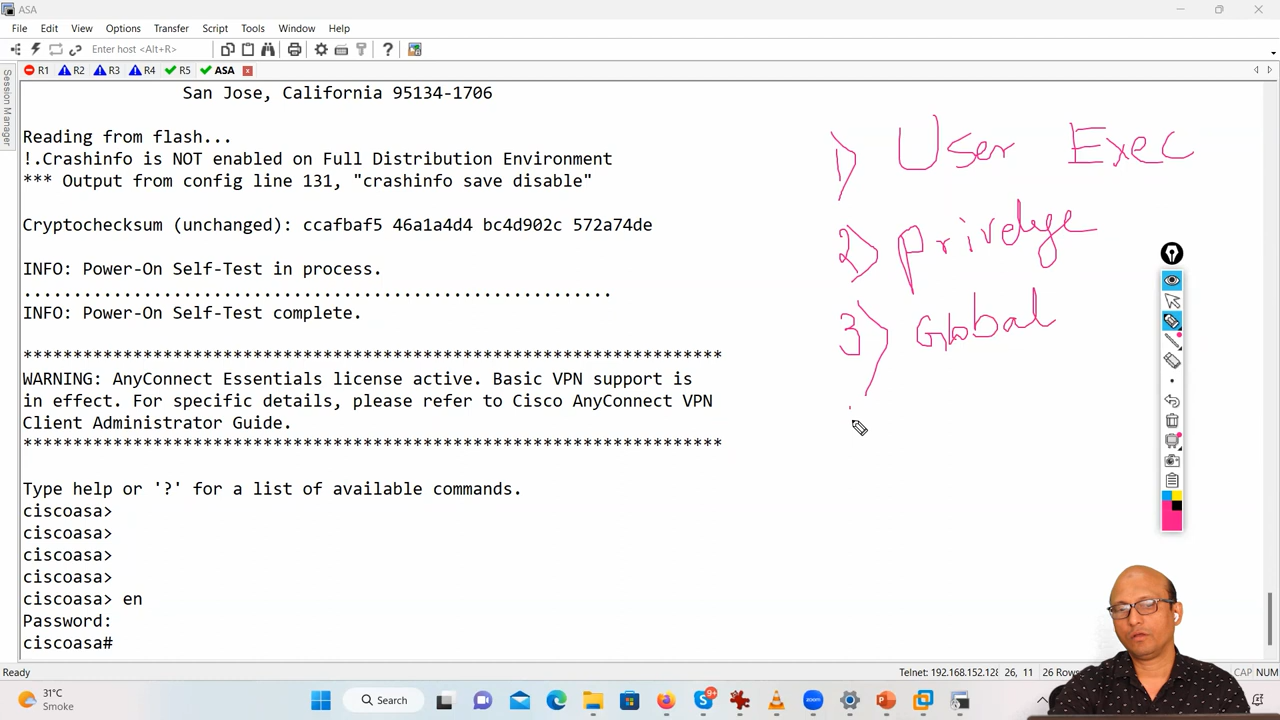 ASA
File Edit View Options Transfer Script Tools Window Help
Enter host <Alt+R>
R1 R2 R3 R4 R5 ASA
Session Manager
San Jose, California 95134-1706
Reading from flash...
!.Crashinfo is NOT enabled on Full Distribution Environment
*** Output from config line 131, "crashinfo save disable"
Cryptochecksum (unchanged): ccafbaf5 46a1a4d4 bc4d902c 572a74de
INFO: Power-On Self-Test in process.
...........................................................
INFO: Power-On Self-Test complete.
**********************************************************************
WARNING: AnyConnect Essentials license active. Basic VPN support is
in effect. For specific details, please refer to Cisco AnyConnect VPN
Client Administrator Guide.
**********************************************************************
Type help or '?' for a list of available commands.
ciscoasa>
ciscoasa>
ciscoasa>
ciscoasa>
ciscoasa> en
Password:
ciscoasa#
1) User Exec
2) Privelege
3) Global
Ready
Telnet: 192.168.152.128 26, 11 26 Rows
CAP NUM
31°C
Smoke
Search
9+